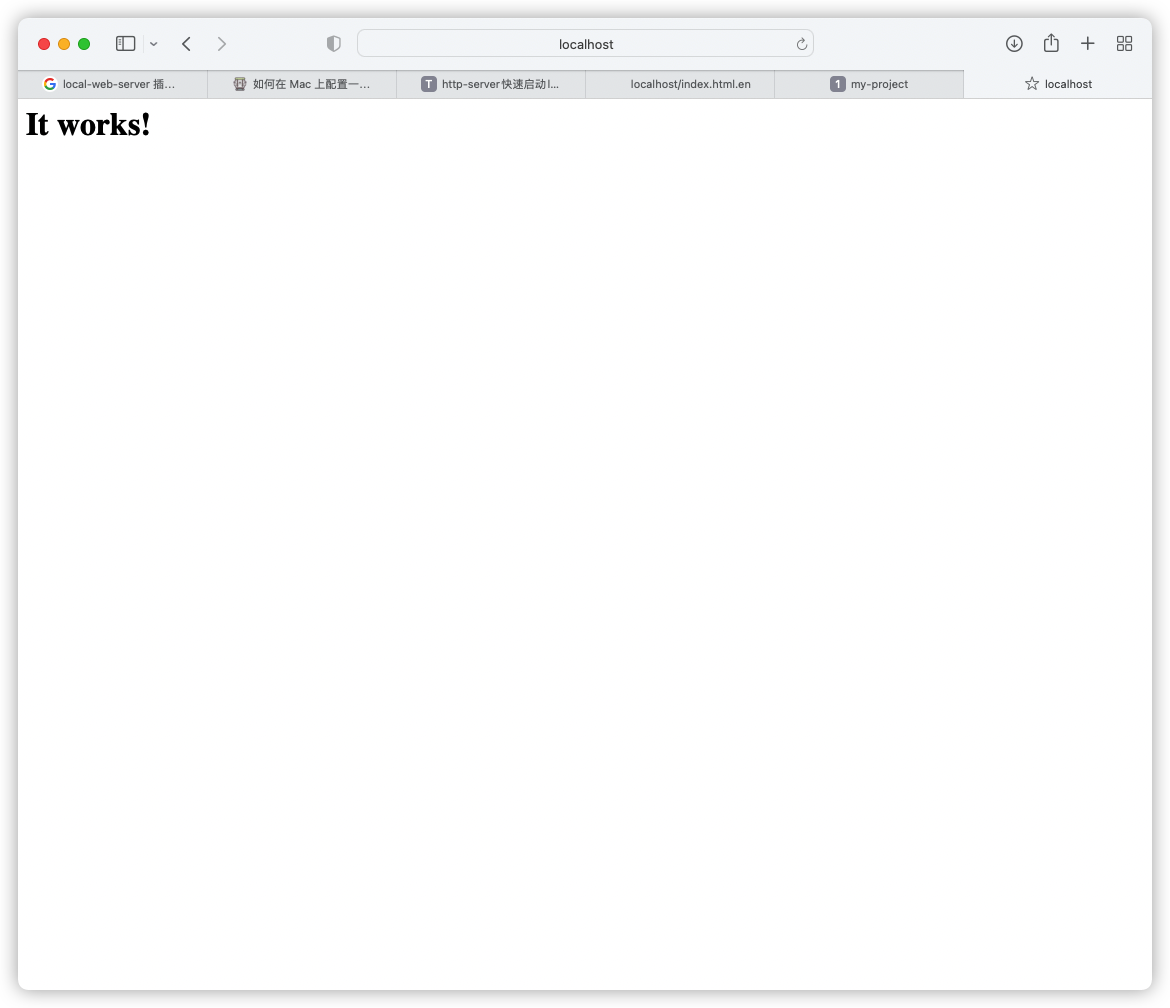 localhost
local-web-server 插...
如何在 Mac 上配置一...
T http-server快速启动l...
localhost/index.html.en
1 my-project
localhost
It works!